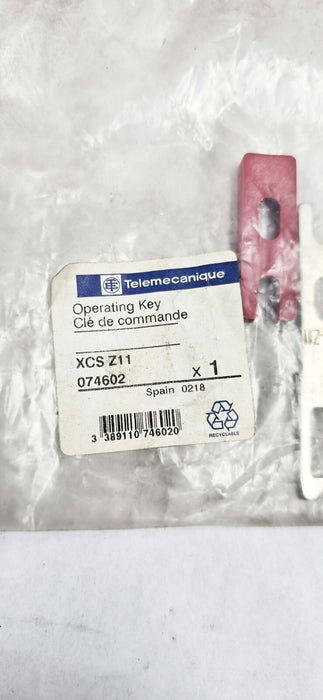 Telemecanique
Operating Key
Clé de commande
XCS Z11
074602 x 1
Spain 0218
3 389110 746020
RECYCLABLE